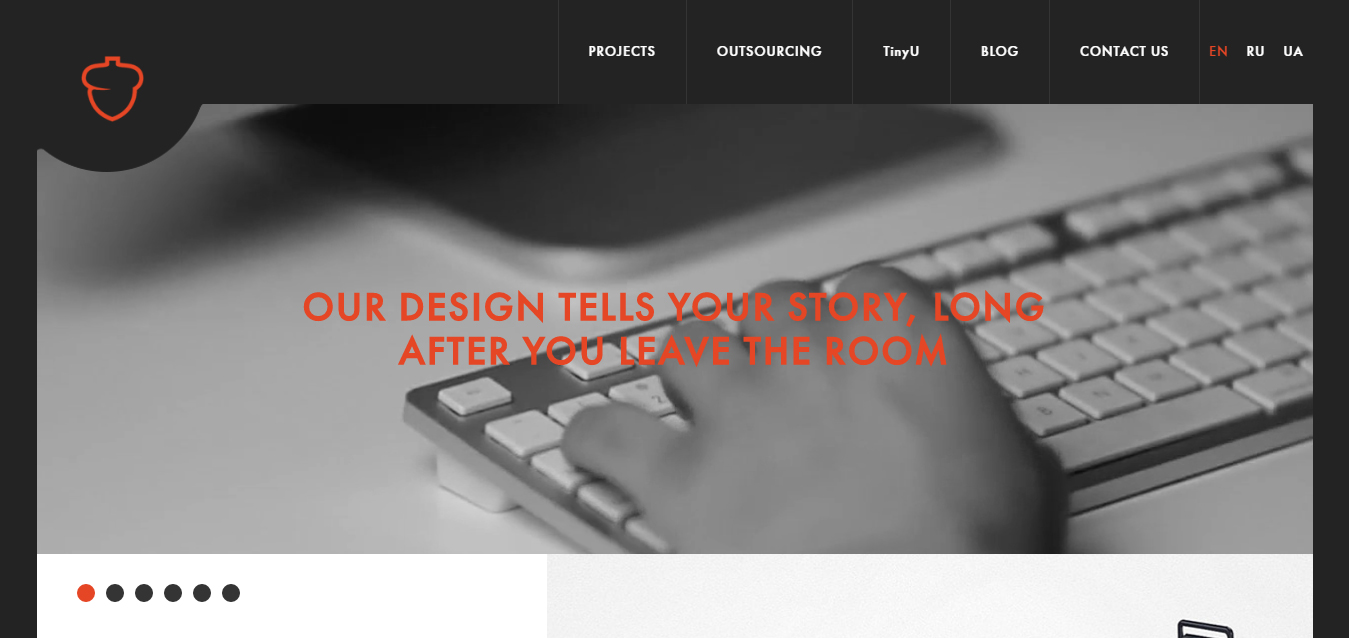 PROJECTS
OUTSOURCING
TinyU
BLOG
CONTACT US
EN
RU
UA
OUR DESIGN TELLS YOUR STORY, LONG
AFTER YOU LEAVE THE ROOM
Z
B
N